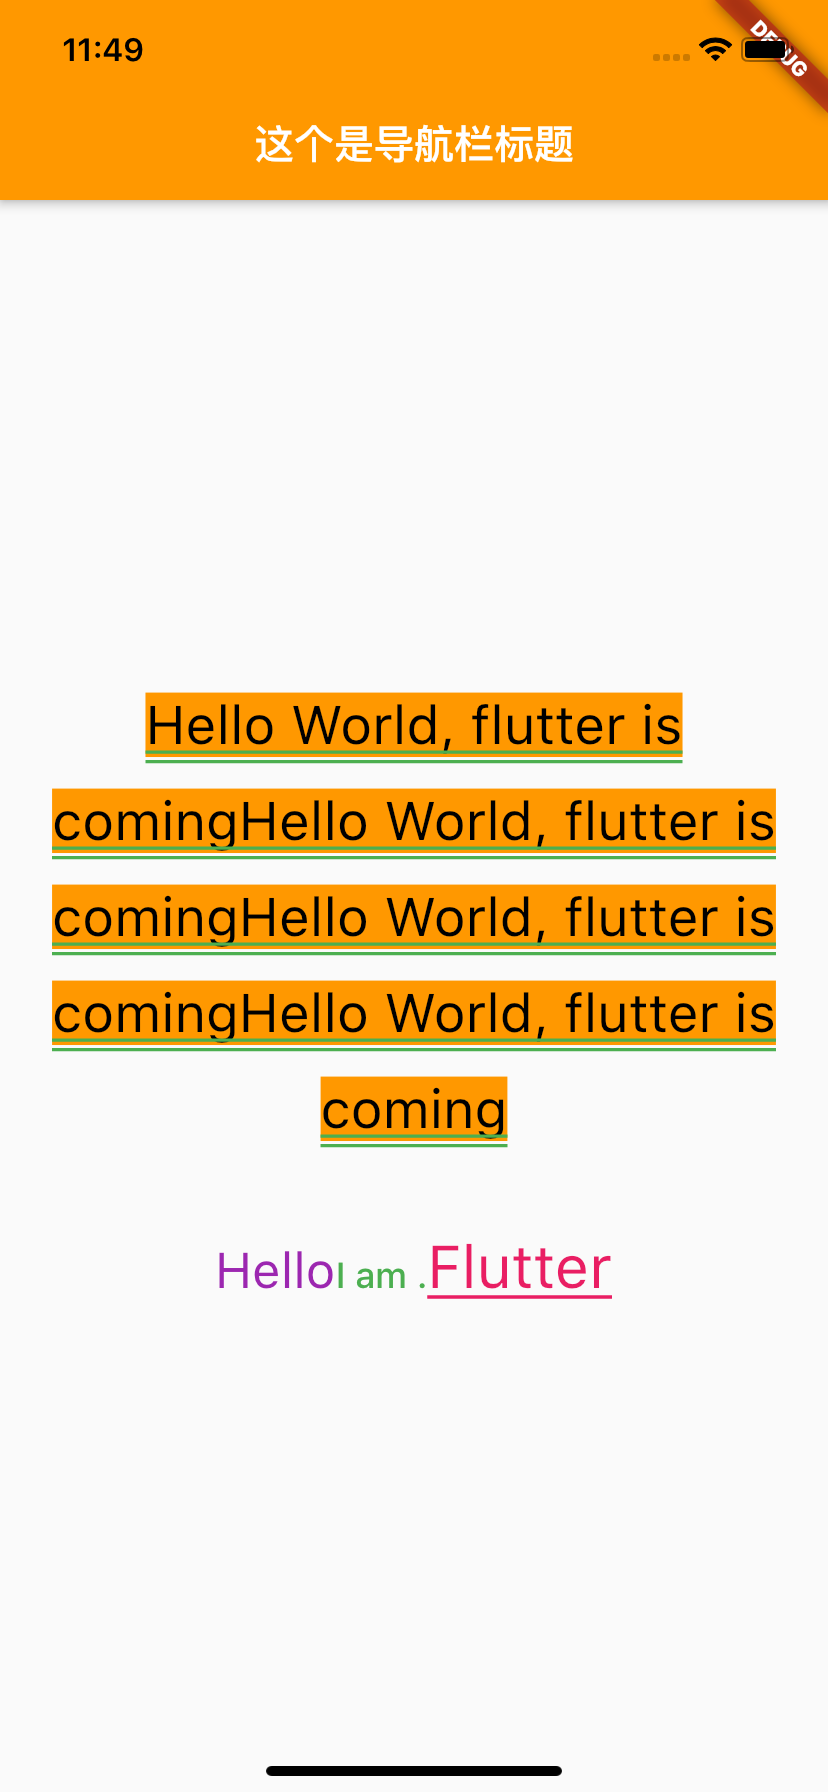 11:49
DEBUG
这个是导航栏标题
Hello World, flutter is
comingHello World, flutter is
comingHello World, flutter is
comingHello World, flutter is
coming
HelloI am .Flutter